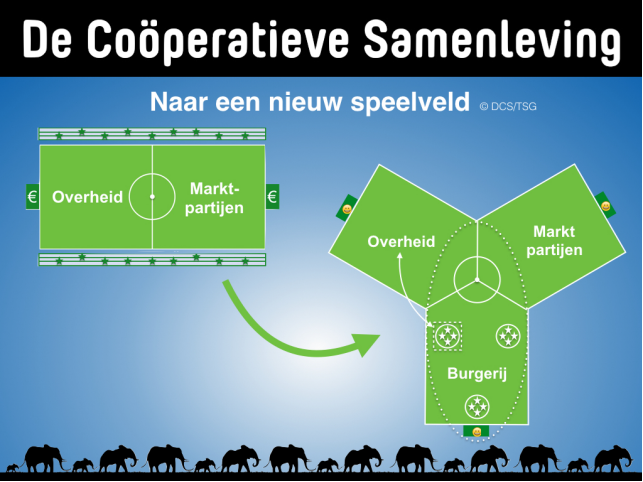 De Coöperatieve Samenleving
Naar een nieuw speelveld © DCS/TSG
€
Overheid
Markt-
partijen
€
Overheid
Markt
partijen
Burgerij